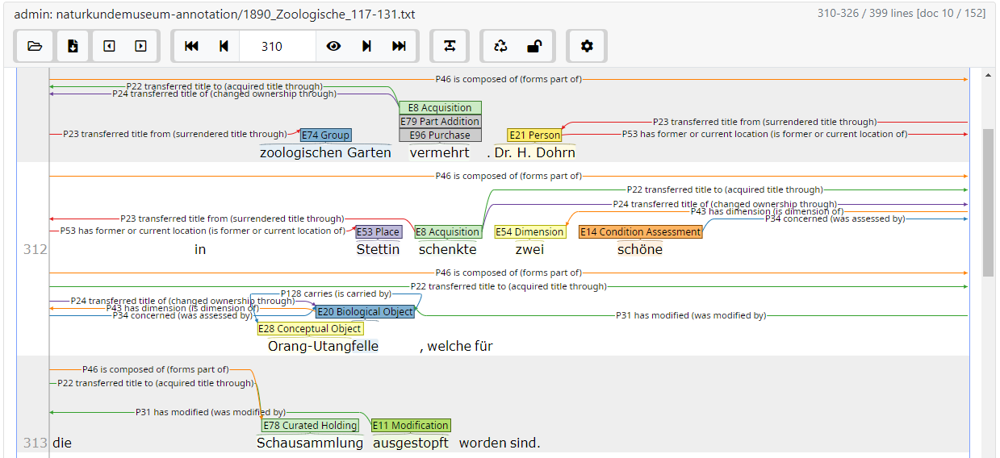 admin: naturkundemuseum-annotation/1890_Zoologische_117-131.txt
310-326 / 399 lines [doc 10 / 152]
310
P46 is composed of (forms part of)
P22 transferred title to (acquired title through)
P24 transferred title of (changed ownership through)
E8 Acquisition
E79 Part Addition
P23 transferred title from (surrendered title through)
P23 transferred title from (surrendered title through)
E74 Group
E96 Purchase
E21 Person
P53 has former or current location (is former or current location of)
zoologischen Garten vermehrt . Dr. H. Dohrn
P46 is composed of (forms part of)
P22 transferred title to (acquired title through)
P24 transferred title of (changed ownership through)
P43 has dimension (is dimension of)
P23 transferred title from (surrendered title through)
P34 concerned (was assessed by)
P53 has former or current location (is former or current location of)
E53 Place
E8 Acquisition
E54 Dimension
E14 Condition Assessment
312 in Stettin schenkte zwei schöne
P46 is composed of (forms part of)
P22 transferred title to (acquired title through)
P128 carries (is carried by)
P24 transferred title of (changed ownership through)
P43 has dimension (is dimension of)
E20 Biological Object
P34 concerned (was assessed by)
P31 has modified (was modified by)
E28 Conceptual Object
Orang-Utangfelle , welche für
P46 is composed of (forms part of)
P22 transferred title to (acquired title through)
P31 has modified (was modified by)
E78 Curated Holding
E11 Modification
313 die Schausammlung ausgestopft worden sind.